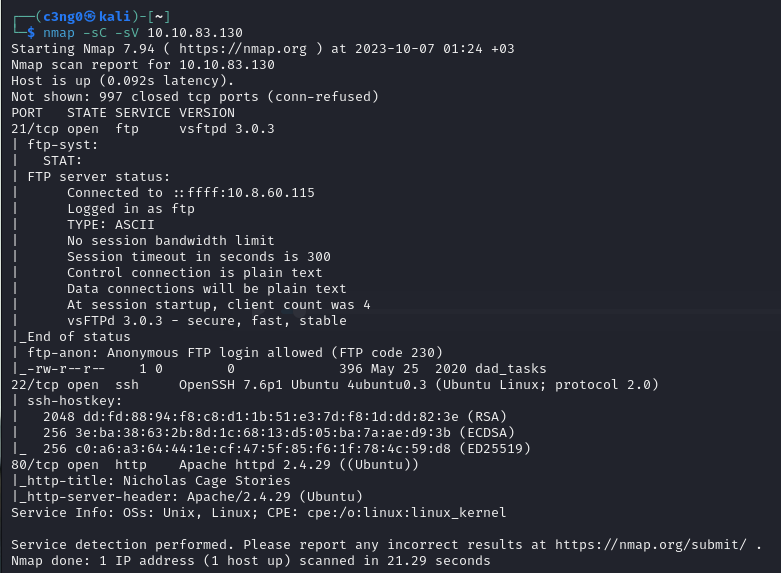 ┌──(c3ng0㉿kali)-[~]
└─$ nmap -sC -sV 10.10.83.130
Starting Nmap 7.94 ( https://nmap.org ) at 2023-10-07 01:24 +03
Nmap scan report for 10.10.83.130
Host is up (0.092s latency).
Not shown: 997 closed tcp ports (conn-refused)
PORT   STATE SERVICE VERSION
21/tcp open  ftp     vsftpd 3.0.3
| ftp-syst:
|   STAT:
| FTP server status:
|      Connected to ::ffff:10.8.60.115
|      Logged in as ftp
|      TYPE: ASCII
|      No session bandwidth limit
|      Session timeout in seconds is 300
|      Control connection is plain text
|      Data connections will be plain text
|      At session startup, client count was 4
|      vsFTPd 3.0.3 - secure, fast, stable
|_End of status
| ftp-anon: Anonymous FTP login allowed (FTP code 230)
|_-rw-r--r--    1 0        0             396 May 25  2020 dad_tasks
22/tcp open  ssh     OpenSSH 7.6p1 Ubuntu 4ubuntu0.3 (Ubuntu Linux; protocol 2.0)
| ssh-hostkey:
|   2048 dd:fd:88:94:f8:c8:d1:1b:51:e3:7d:f8:1d:dd:82:3e (RSA)
|   256 3e:ba:38:63:2b:8d:1c:68:13:d5:05:ba:7a:ae:d9:3b (ECDSA)
|_  256 c0:a6:a3:64:44:1e:cf:47:5f:85:f6:1f:78:4c:59:d8 (ED25519)
80/tcp open  http    Apache httpd 2.4.29 ((Ubuntu))
|_http-title: Nicholas Cage Stories
|_http-server-header: Apache/2.4.29 (Ubuntu)
Service Info: OSs: Unix, Linux; CPE: cpe:/o:linux:linux_kernel
Service detection performed. Please report any incorrect results at https://nmap.org/submit/ .
Nmap done: 1 IP address (1 host up) scanned in 21.29 seconds